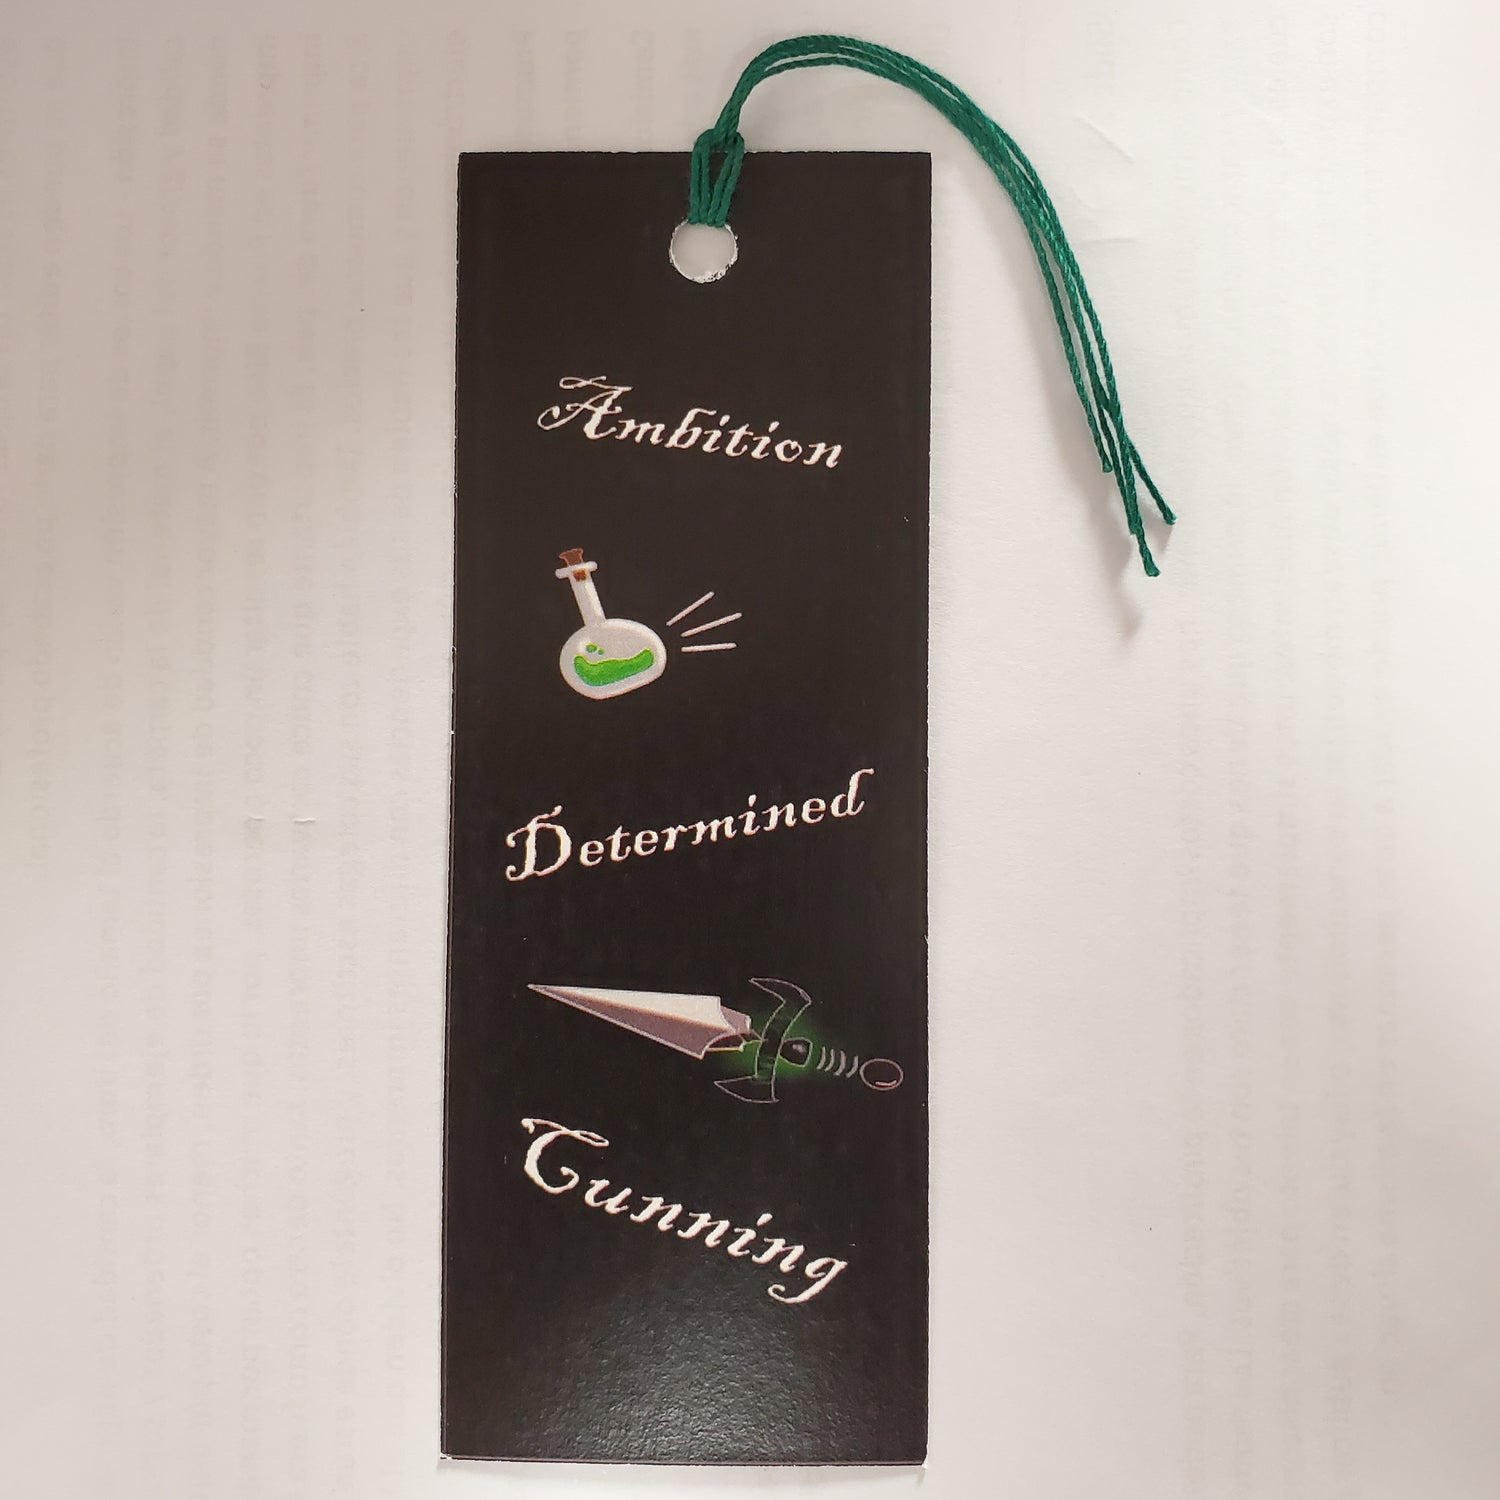 Ambition
Determined
Cunning